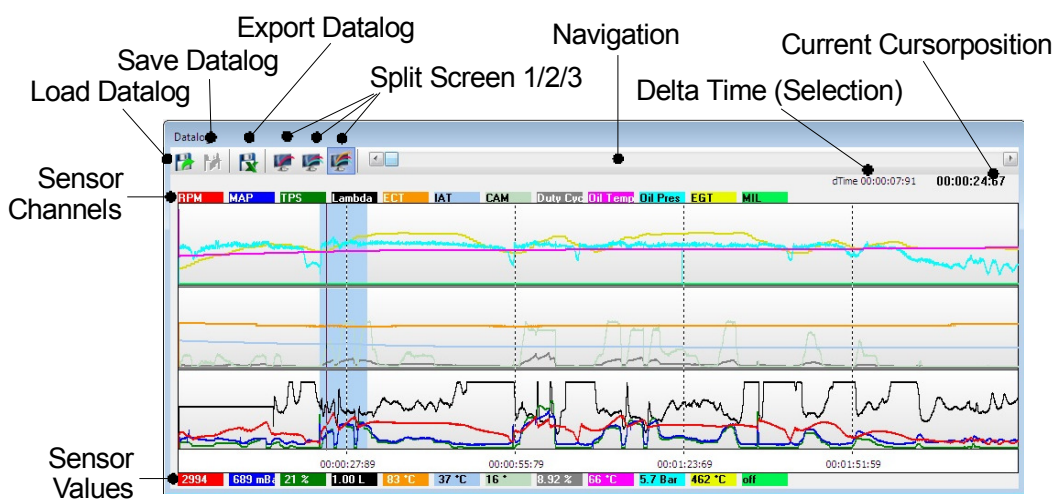 Export Datalog
Navigation
Current Cursorposition
Save Datalog
Split Screen 1/2/3
Delta Time (Selection)
Load Datalog
Datalo
dTime 00:00:07:91 00:00:24:67
Sensor
Channels
RPM MAP TPS Lambda ECT IAT CAM Duty Cyc Oil Temp Oil Pres EGT MIL
00:00:27:89 00:00:55:79 00:01:23:69 00:01:51:59
Sensor
Values
2994 689 mBa 21 % 1.00 L 83 °C 37 °C 16 ° 8.92 % 66 °C 5.7 Bar 462 °C off